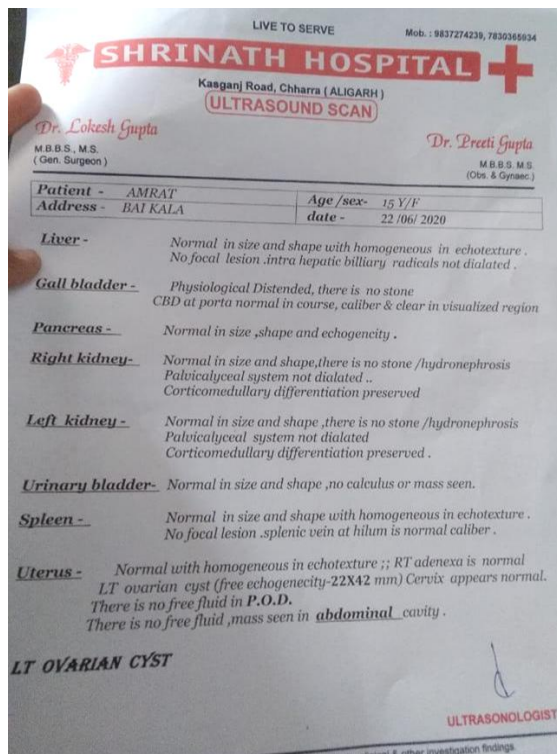 LIVE TO SERVE
Mob. : 9837274239, 7830365934
SHRINATH HOSPITAL
Kasganj Road, Chharra ( ALIGARH )
ULTRASOUND SCAN
Dr. Lokesh Gupta
M.B.B.S., M.S.
( Gen. Surgeon )
Dr. Preeti Gupta
M.B.B.S. M.S.
(Obs. & Gynaec.)
Patient - AMRAT Age /sex- 15 Y/F
Address - BAI KALA date - 22 /06/ 2020
Liver - Normal in size and shape with homogeneous in echotexture .
No focal lesion .intra hepatic billiary radicals not dialated .
Gall bladder - Physiological Distended, there is no stone
CBD at porta normal in course, caliber & clear in visualized region
Pancreas - Normal in size ,shape and echogencity .
Right kidney- Normal in size and shape,there is no stone /hydronephrosis
Palvicalyceal system not dialated ..
Corticomedullary differentiation preserved
Left kidney - Normal in size and shape ,there is no stone /hydronephrosis
Palvicalyceal system not dialated
Corticomedullary differentiation preserved .
Urinary bladder- Normal in size and shape ,no calculus or mass seen.
Spleen - Normal in size and shape with homogeneous in echotexture .
No focal lesion .splenic vein at hilum is normal caliber .
Uterus - Normal with homogeneous in echotexture ;; RT adenexa is normal
LT ovarian cyst (free echogenecity-22X42 mm) Cervix appears normal.
There is no free fluid in P.O.D.
There is no free fluid ,mass seen in abdominal cavity .
LT OVARIAN CYST
ULTRASONOLOGIST
& other investigation findings